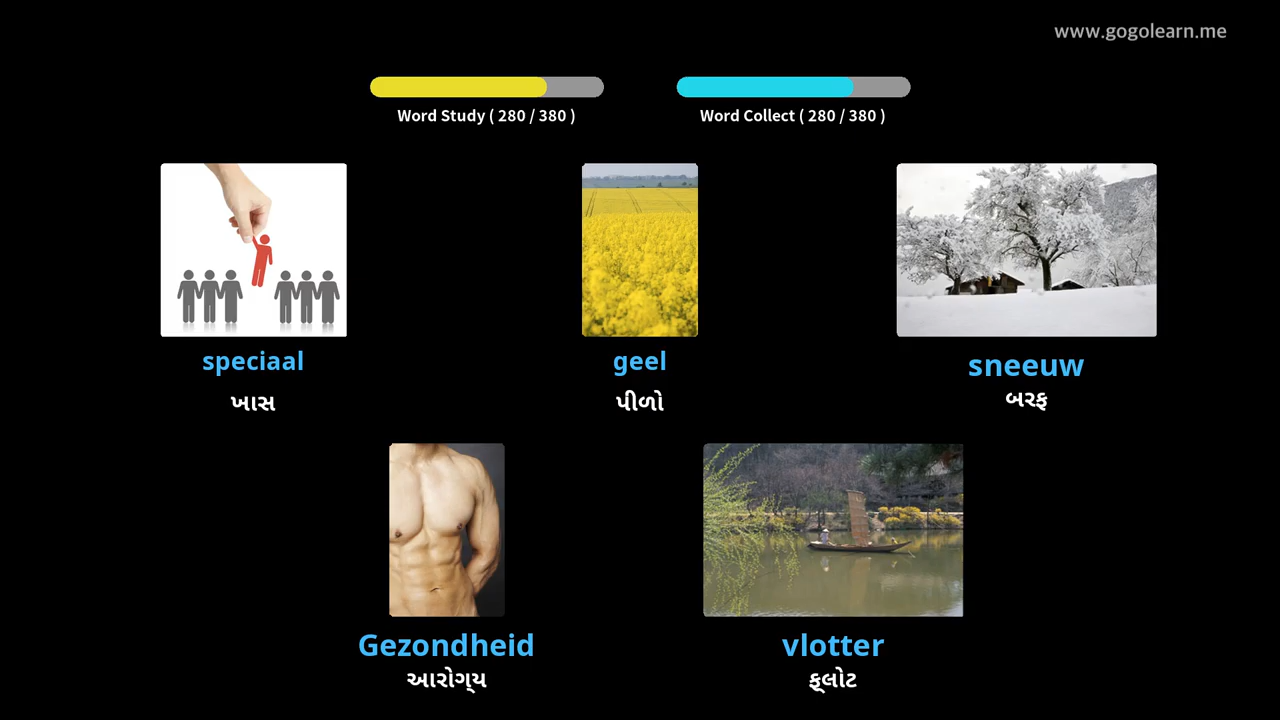 www.gogolearn.me
Word Study ( 280 / 380 )
Word Collect ( 280 / 380 )
speciaal
ખાસ
geel
પીળો
sneeuw
બરફ
Gezondheid
આરોગ્ય
vlotter
ફ્લોટ